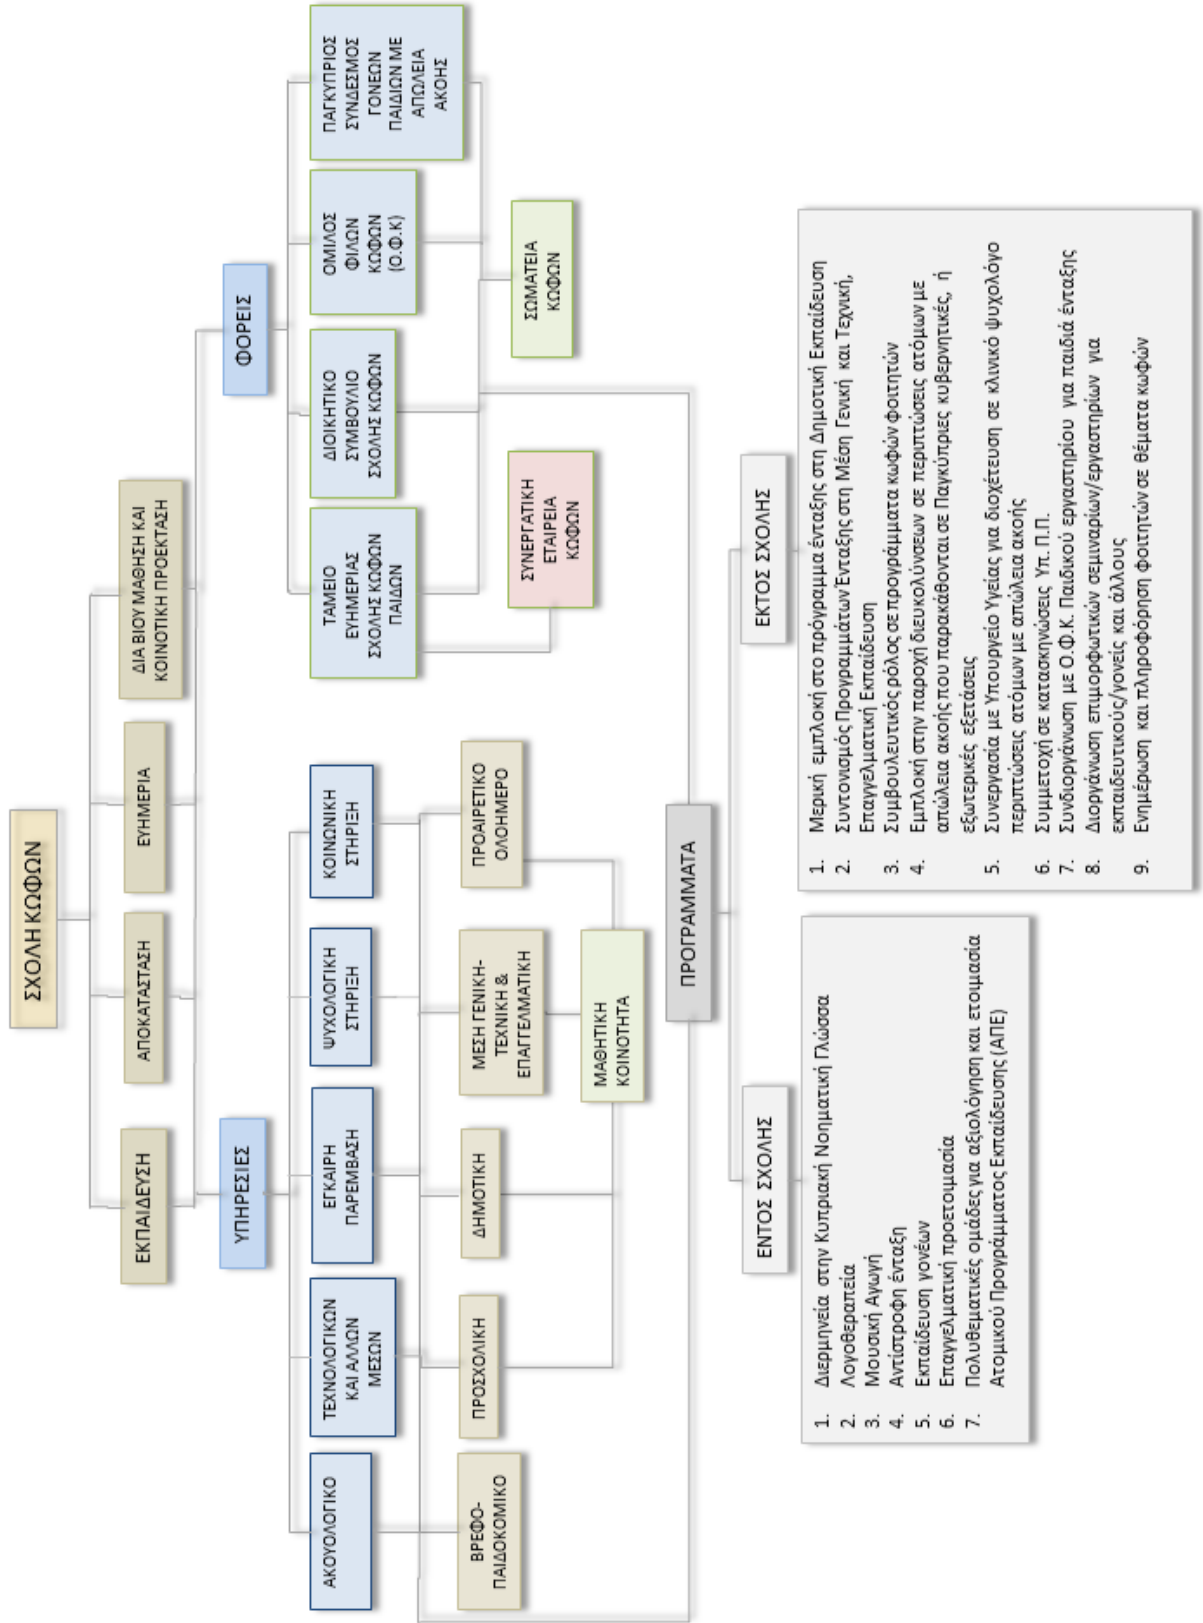 ΣΧΟΛΗ ΚΩΦΩΝ
ΕΚΠΑΙΔΕΥΣΗ
ΑΠΟΚΑΤΑΣΤΑΣΗ
ΕΥΗΜΕΡΙΑ
ΔΙΑ ΒΙΟΥ ΜΑΘΗΣΗ ΚΑΙ
ΚΟΙΝΟΤΙΚΗ ΠΡΟΕΚΤΑΣΗ
ΥΠΗΡΕΣΙΕΣ
ΦΟΡΕΙΣ
ΑΚΟΥΟΛΟΓΙΚΟ
ΤΕΧΝΟΛΟΓΙΚΩΝ
ΚΑΙ ΑΛΛΩΝ
ΜΕΣΩΝ
ΕΓΚΑΙΡΗ
ΠΑΡΕΜΒΑΣΗ
ΨΥΧΟΛΟΓΙΚΗ
ΣΤΗΡΙΞΗ
ΚΟΙΝΩΝΙΚΗ
ΣΤΗΡΙΞΗ
ΤΑΜΕΙΟ
ΕΥΗΜΕΡΙΑΣ
ΣΧΟΛΗΣ ΚΩΦΩΝ
ΠΑΙΔΩΝ
ΔΙΟΙΚΗΤΙΚΟ
ΣΥΜΒΟΥΛΙΟ
ΣΧΟΛΗΣ ΚΩΦΩΝ
ΟΜΙΛΟΣ
ΦΙΛΩΝ
ΚΩΦΩΝ
(Ο.Φ.Κ)
ΠΑΓΚΥΠΡΙΟΣ
ΣΥΝΔΕΣΜΟΣ
ΓΟΝΕΩΝ
ΠΑΙΔΙΩΝ ΜΕ
ΑΠΩΛΕΙΑ
ΑΚΟΗΣ
ΒΡΕΦΟ-
ΠΑΙΔΟΚΟΜΙΚΟ
ΠΡΟΣΧΟΛΙΚΗ
ΔΗΜΟΤΙΚΗ
ΜΕΣΗ ΓΕΝΙΚΗ-
ΤΕΧΝΙΚΗ &
ΕΠΑΓΓΕΛΜΑΤΙΚΗ
ΠΡΟΑΙΡΕΤΙΚΟ
ΟΛΟΗΜΕΡΟ
ΣΥΝΕΡΓΑΤΙΚΗ
ΕΤΑΙΡΕΙΑ
ΚΩΦΩΝ
ΣΩΜΑΤΕΙΑ
ΚΩΦΩΝ
ΜΑΘΗΤΙΚΗ
ΚΟΙΝΟΤΗΤΑ
ΠΡΟΓΡΑΜΜΑΤΑ
ΕΝΤΟΣ ΣΧΟΛΗΣ
ΕΚΤΟΣ ΣΧΟΛΗΣ
1. Διερμηνεία στην Κυπριακή Νοηματική Γλώσσα
2. Λογοθεραπεία
3. Μουσική Αγωγή
4. Αντίστροφη ένταξη
5. Εκπαίδευση γονέων
6. Επαγγελματική προετοιμασία
7. Πολυθεματικές ομάδες για αξιολόγηση και ετοιμασία
Ατομικού Προγράμματος Εκπαίδευσης (ΑΠΕ)
1. Μερική εμπλοκή στο πρόγραμμα ένταξης στη Δημοτική Εκπαίδευση
2. Συντονισμός Προγραμμάτων Ένταξης στη Μέση Γενική και Τεχνική,
Επαγγελματική Εκπαίδευση
3. Συμβουλευτικός ρόλος σε προγράμματα κωφών φοιτητών
4. Εμπλοκή στην παροχή διευκολύνσεων σε περιπτώσεις ατόμων με
απώλεια ακοής που παρακάθονται σε Παγκύπριες κυβερνητικές, ή
εξωτερικές εξετάσεις
5. Συνεργασία με Υπουργείο Υγείας για διοχέτευση σε κλινικό ψυχολόγο
περιπτώσεις ατόμων με απώλεια ακοής
6. Συμμετοχή σε κατασκηνώσεις Υπ. Π.Π.
7. Συνδιοργάνωση με Ο.Φ.Κ. Παιδικού εργαστηρίου για παιδιά ένταξης
8. Διοργάνωση επιμορφωτικών σεμιναρίων/εργαστηρίων για
εκπαιδευτικούς/γονείς και άλλους
9. Ενημέρωση και πληροφόρηση φοιτητών σε θέματα κωφών